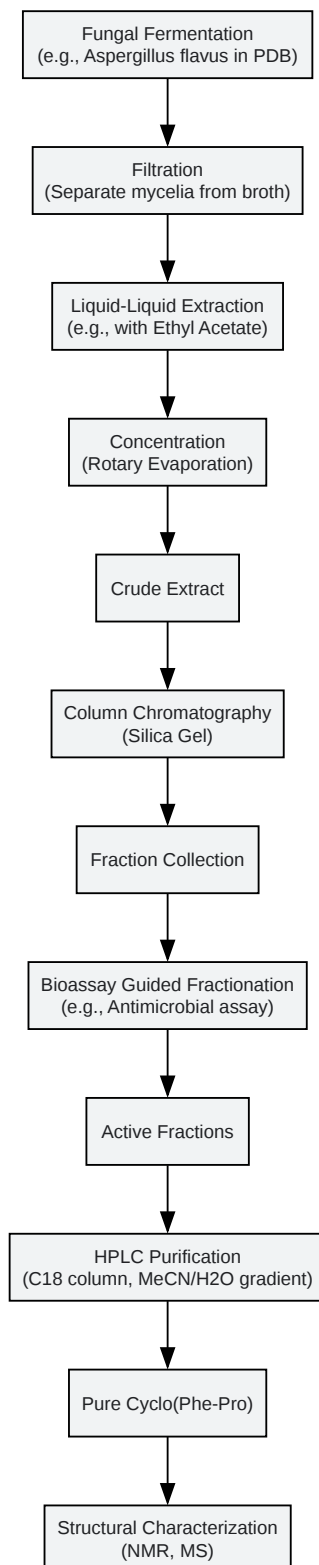 Fungal Fermentation
(e.g., Aspergillus flavus in PDB)
Filtration
(Separate mycelia from broth)
Liquid-Liquid Extraction
(e.g., with Ethyl Acetate)
Concentration
(Rotary Evaporation)
Crude Extract
Column Chromatography
(Silica Gel)
Fraction Collection
Bioassay Guided Fractionation
(e.g., Antimicrobial assay)
Active Fractions
HPLC Purification
(C18 column, MeCN/H2O gradient)
Pure Cyclo(Phe-Pro)
Structural Characterization
(NMR, MS)